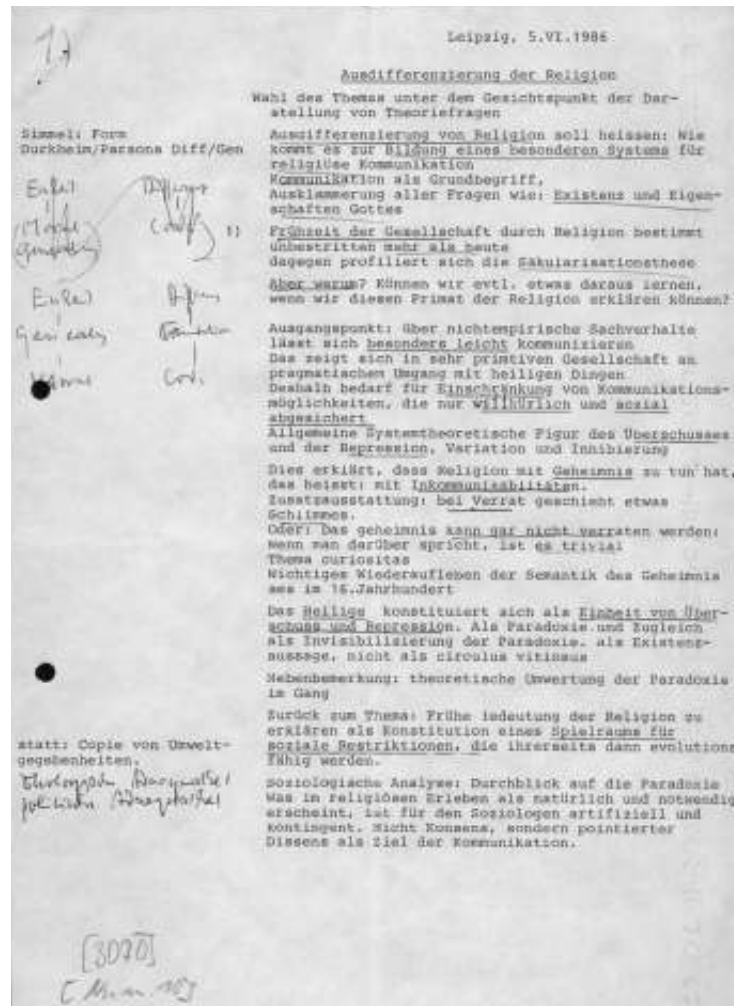 1.)
Leipzig, 5.VI.1986
Ausdifferenzierung der Religion
Wahl des Themas unter dem Gesichtspunkt der Dar-
stellung von Theoriefragen
Simmel: Form
Durkheim/Parsons Diff/Gen
Ausdifferenzierung von Religion soll heissen: Wie
kommt es zur Bildung eines besonderen Systems für
religiöse Kommunikation
Kommunikation als Grundbegriff,
Ausklammerung aller Fragen wie: Existenz und Eigen-
schaften Gottes
Einheit
1) Frühzeit der Gesellschaft durch Religion bestimmt
unbestritten mehr als heute
dagegen profiliert sich die Säkularisationsthese
Aber warum? Können wir evtl. etwas daraus lernen,
wenn wir diesen Primat der Religion erklären können?
Einheit
Ausgangspunkt: Über nichtempirische Sachverhalte
lässt sich besonders leicht kommunizieren
Das zeigt sich in sehr primtiven Gesellschaft an
pragmatischem Umgang mit heiligen Dingen
Deshalb bedarf für Einschränkung von Kommunikations-
möglichkeiten, die nur willkürlich und sozial
abgesichert
Allgemeine Systemtheoretische Figur des Überschusses
und der Repression, Variation und Inhibierung
Dies erklärt, dass Religion mit Geheimnis zu tun hat,
das heisst: mit Inkommunikabilitäten.
Zusatzausstattung: bei Verrat geschieht etwas
Schlimmes.
Oder: Das geheimnis kann gar nicht verraten werden:
Wenn man darüber spricht, ist es trivial
Thema curiositas
Wichtiges Wiederaufleben der Semantik des Geheimnis
ses im 16.Jahrhundert
Das Heilige konstituiert sich als Einheit von Über-
schuss und Repression. Als Paradoxie und Zugleich
als Invisibilisierung der Paradoxie. als Existenz-
aussage, nicht als circulus vitiosus
Nebenbemerkung: theoretische Umwertung der Paradoxie
im Gang
Zurück zum Thema: Frühe Bedeutung der Religion zu
erklären als Konstitution eines Spielraums für
soziale Restriktionen, die ihrerseits dann evolutions
fähig werden.
statt: Copie von Umwelt-
gegebenheiten.
Soziologische Analyse: Durchblick auf die Paradoxie
Was im religiösen Erleben als natürlich und notwendig
erscheint, ist für den Soziologen artifiziell und
kontingent. Nicht Konsens, sondern pointierter
Dissens als Ziel der Kommunikation.
[3070]